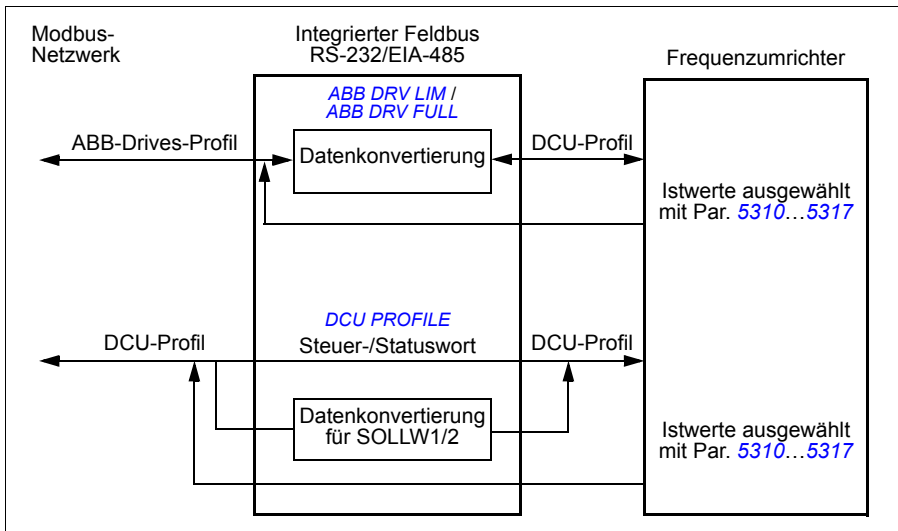 Modbus-
Netzwerk
Integrierter Feldbus
RS-232/EIA-485
Frequenzumrichter
ABB DRV LIM /
ABB DRV FULL
ABB-Drives-Profil
Datenkonvertierung
DCU-Profil
Istwerte ausgewählt
mit Par. 5310…5317
DCU PROFILE
DCU-Profil
Steuer-/Statuswort
DCU-Profil
Datenkonvertierung
für SOLLW1/2
Istwerte ausgewählt
mit Par. 5310…5317